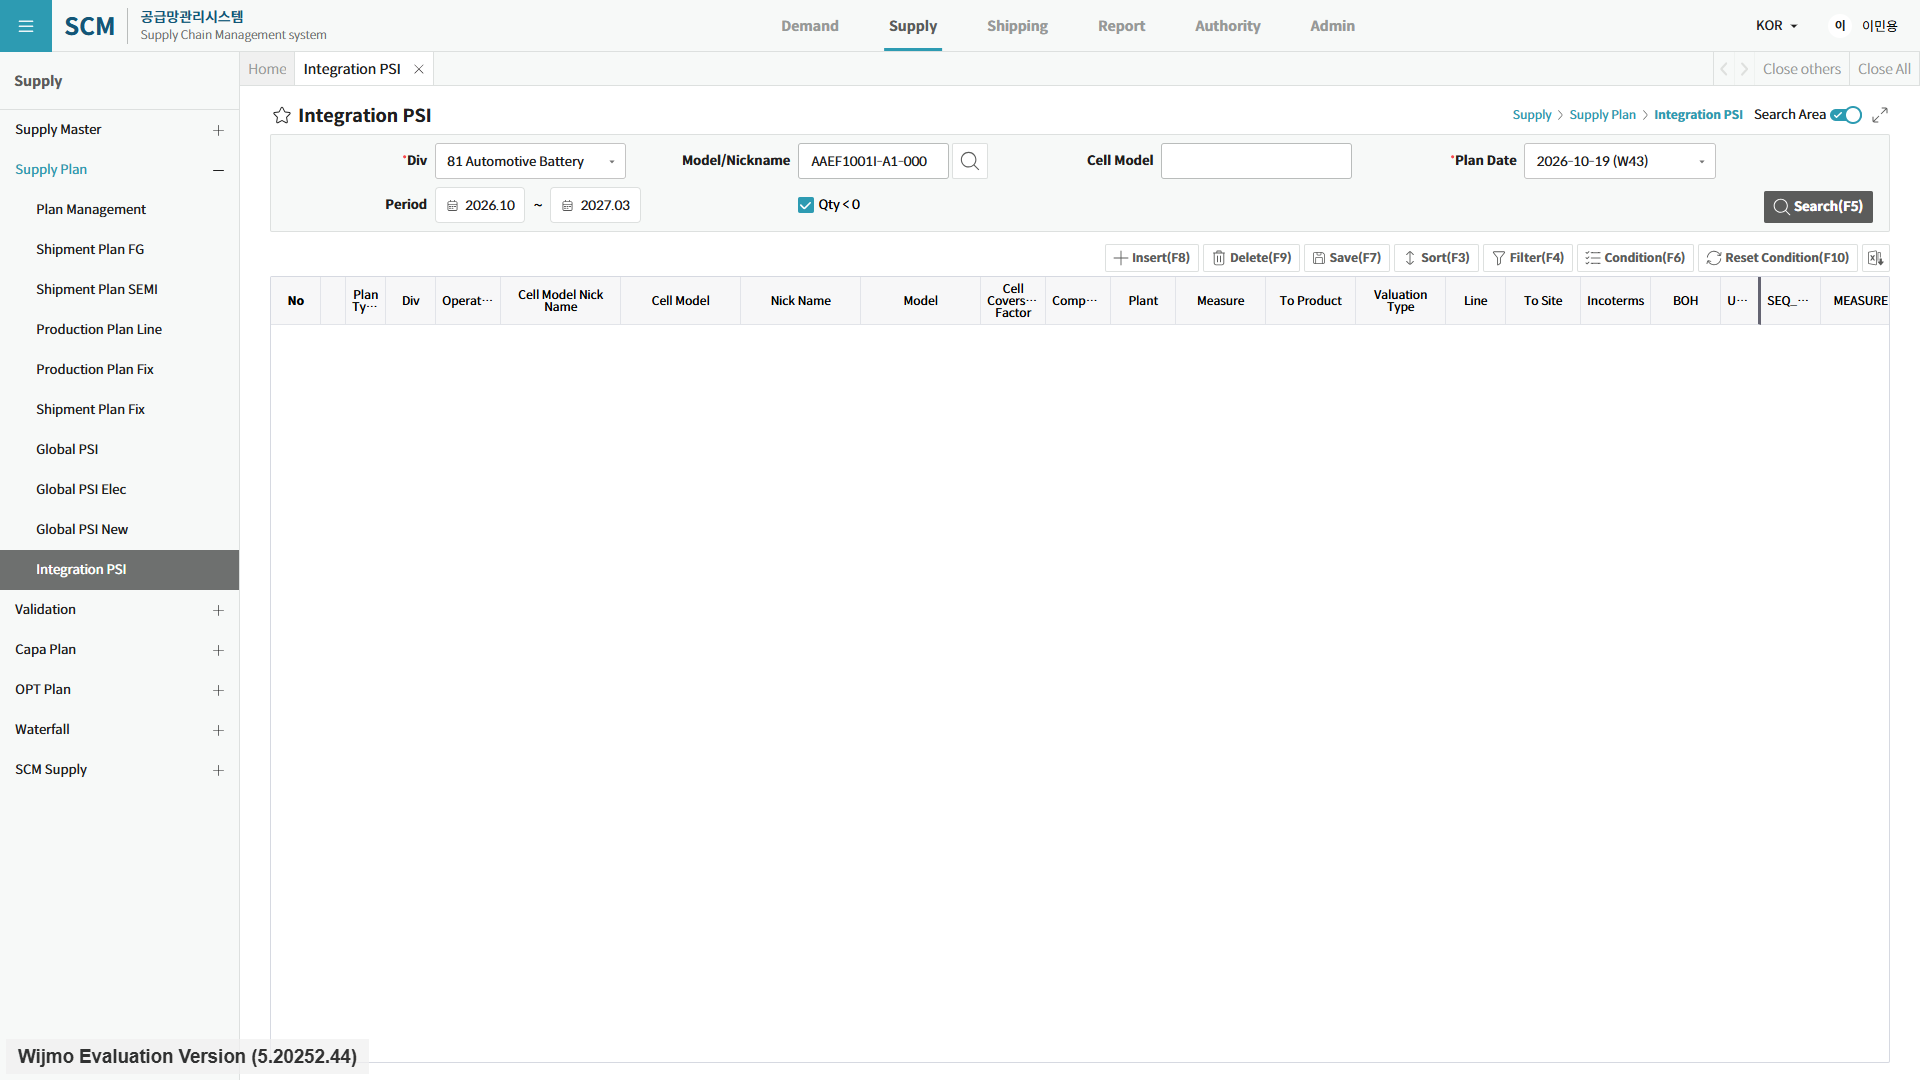 SCM
공급망관리시스템
Supply Chain Management system
Demand
Supply
Shipping
Report
Authority
Admin
KOR
이
이민용
Supply
Home
Integration PSI
Close others
Close All
Supply Master
Supply Plan
Plan Management
Shipment Plan FG
Shipment Plan SEMI
Production Plan Line
Production Plan Fix
Shipment Plan Fix
Global PSI
Global PSI Elec
Global PSI New
Integration PSI
Validation
Capa Plan
OPT Plan
Waterfall
SCM Supply
Integration PSI
Supply > Supply Plan > Integration PSI
Search Area
*Div
81 Automotive Battery
Model/Nickname
AAEF1001I-A1-000
Cell Model
*Plan Date
2026-10-19 (W43)
Period
2026.10 ~ 2027.03
Qty < 0
Search(F5)
Insert(F8)
Delete(F9)
Save(F7)
Sort(F3)
Filter(F4)
Condition(F6)
Reset Condition(F10)
No
Plan
Ty···
Div
Operat···
Cell Model Nick
Name
Cell Model
Nick Name
Model
Cell
Covers···
Factor
Comp···
Plant
Measure
To Product
Valuation
Type
Line
To Site
Incoterms
BOH
U···
SEQ_···
MEASURE
Wijmo Evaluation Version (5.20252.44)